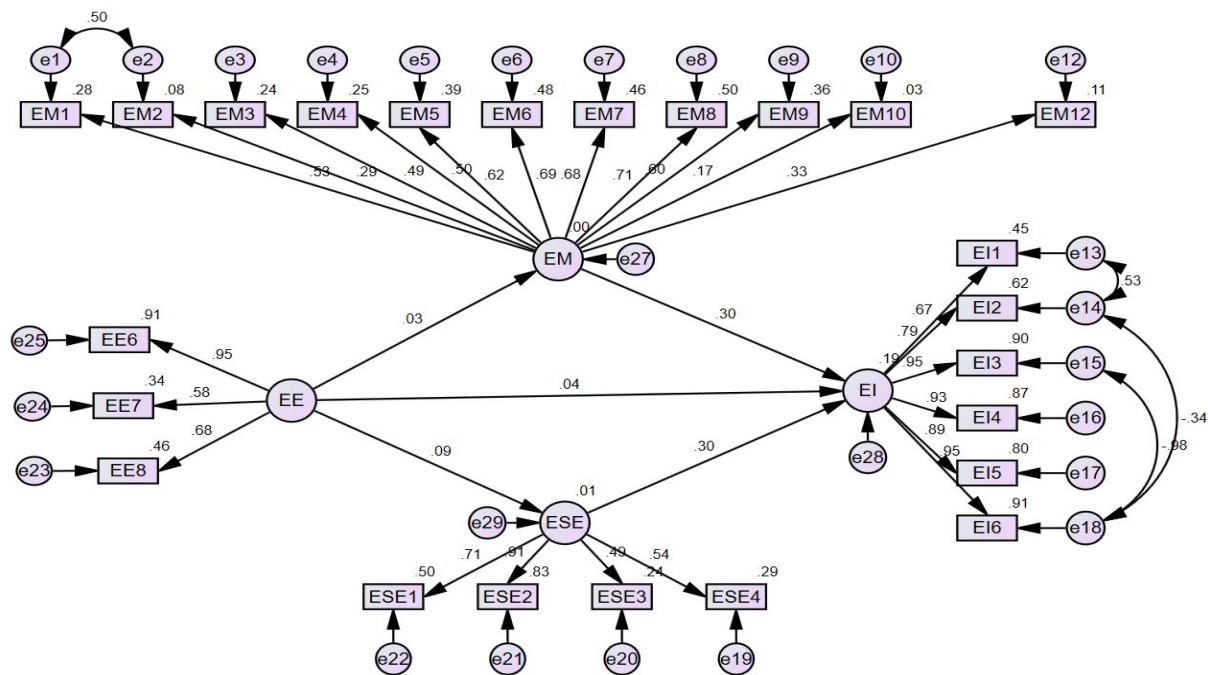 .50
e1 e2 e3 e4 e5 e6 e7 e8 e9 e10 e12
.28 .08 .24 .25 .39 .48 .46 .50 .36 .03 .11
EM1 EM2 EM3 EM4 EM5 EM6 EM7 EM8 EM9 EM10 EM12
.53 .29 .49 .50 .62 .69 .68 .71 .60 .17 .33
.00
EM e27
.45
EI1 e13
.53
.62
EI2 e14
.67
.79
.03 .30
.90
EI3 e15
.19 .95
.91
EE6 e25
.95
.34
EE7 e24
.58
EE .04 EI
.87
EI4 e16
.93
.89
-.34
-.98
.46
EE8 e23
.68
.09 .30
e28
.80
EI5 e17
.95
.91
EI6 e18
.01
e29 ESE
.71 .91 .49 .54
.50 .83 .24 .29
ESE1 ESE2 ESE3 ESE4
e22 e21 e20 e19